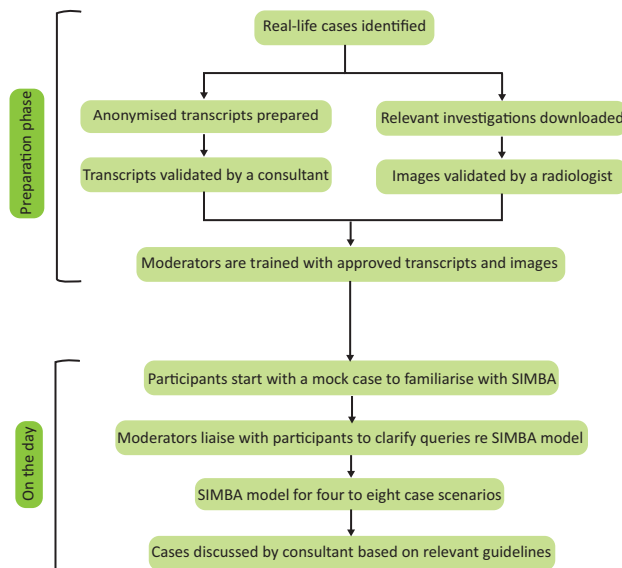 Real-life cases identified
Preparation phase
Anonymised transcripts prepared
Relevant investigations downloaded
Transcripts validated by a consultant
Images validated by a radiologist
Moderators are trained with approved transcripts and images
On the day
Participants start with a mock case to familiarise with SIMBA
Moderators liaise with participants to clarify queries re SIMBA model
SIMBA model for four to eight case scenarios
Cases discussed by consultant based on relevant guidelines